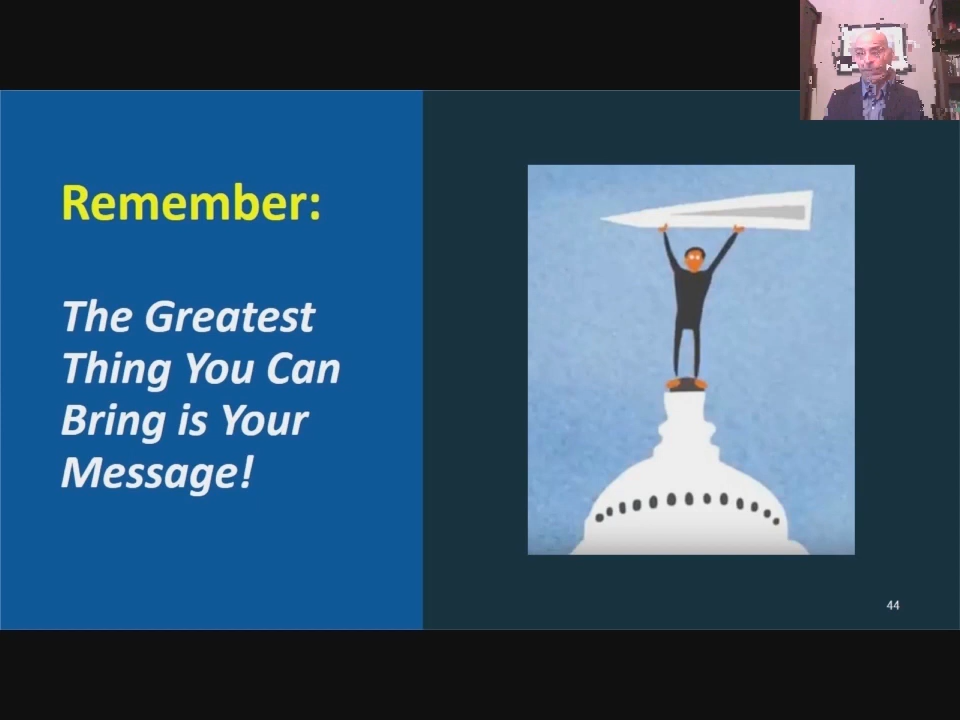 Remember:
The Greatest
Thing You Can
Bring is Your
Message!
44